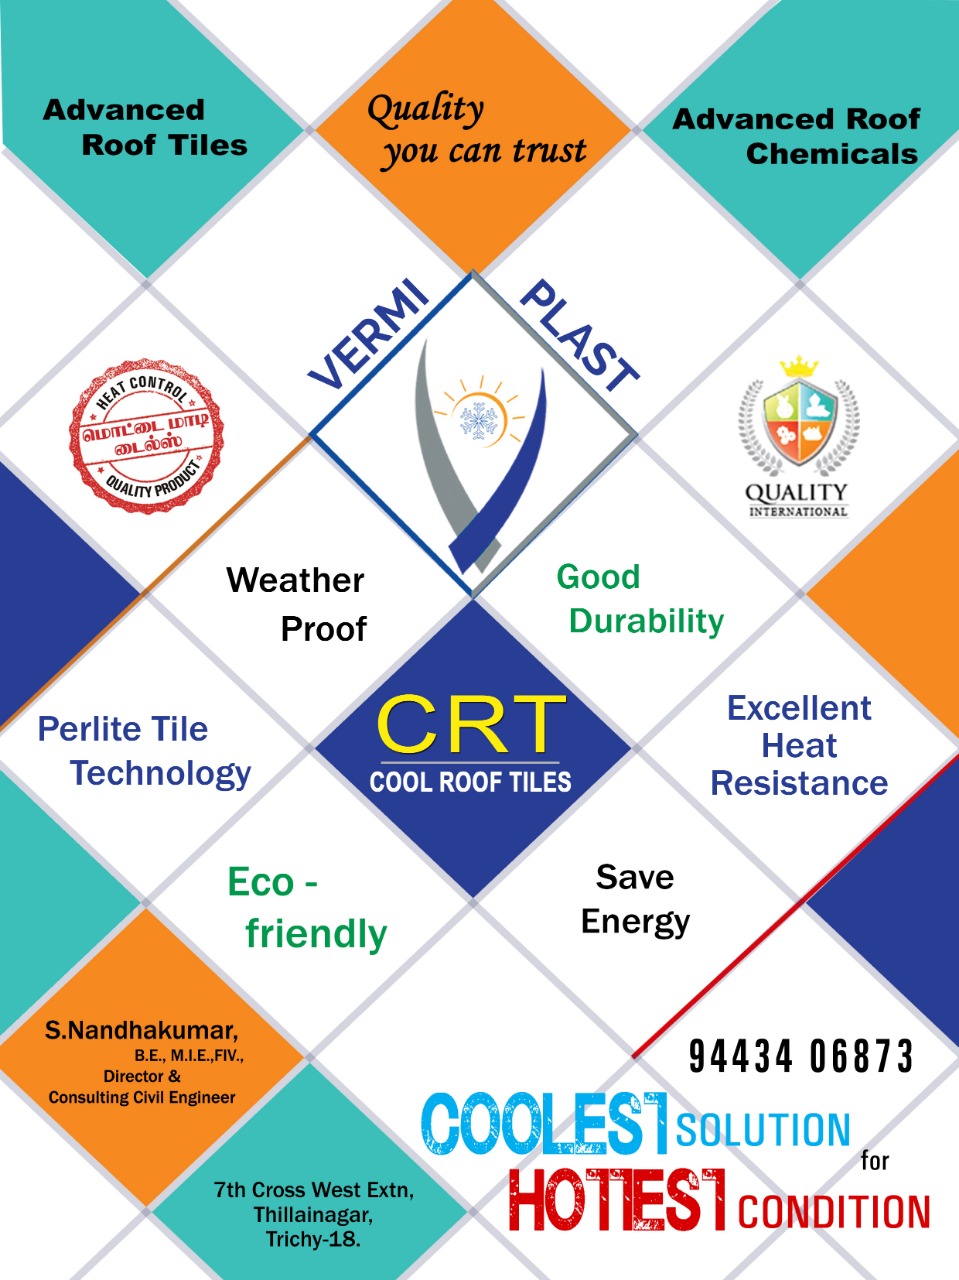 Advanced
Roof Tiles
Quality
you can trust
Advanced Roof
Chemicals
VERMI
PLAST
HEAT CONTROL
மொட்டை மாடி
டைல்ஸ்
QUALITY PRODUCT
QUALITY
INTERNATIONAL
Weather
Proof
Good
Durability
Perlite Tile
Technology
CRT
COOL ROOF TILES
Excellent
Heat
Resistance
Eco -
friendly
Save
Energy
S.Nandhakumar,
B.E., M.I.E.,FIV.,
Director &
Consulting Civil Engineer
94434 06873
COOLEST SOLUTION
for
HOTTEST CONDITION
7th Cross West Extn,
Thillainagar,
Trichy-18.